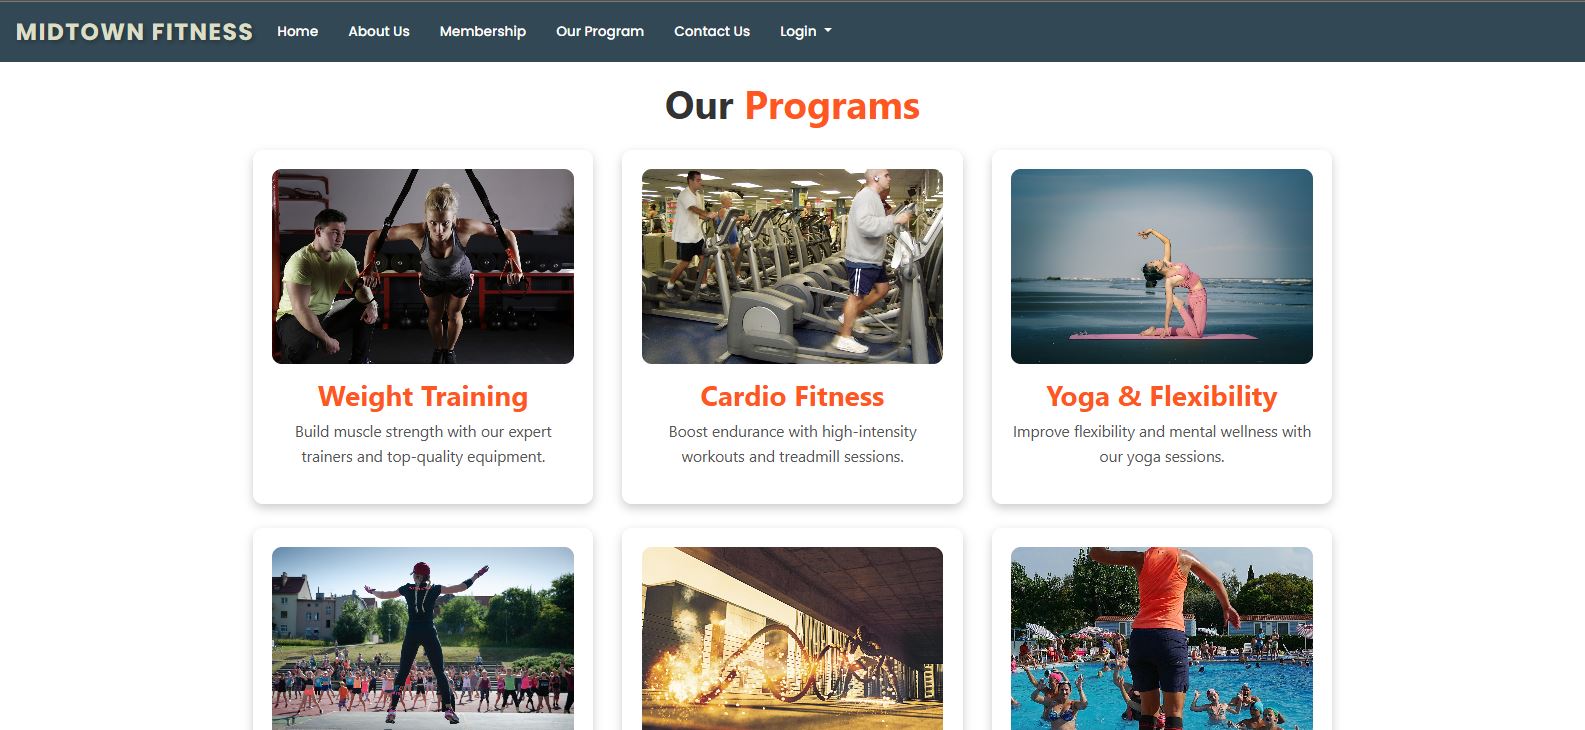 MIDTOWN FITNESS Home About Us Membership Our Program Contact Us Login
Our Programs
Weight Training
Build muscle strength with our expert
trainers and top-quality equipment.
Cardio Fitness
Boost endurance with high-intensity
workouts and treadmill sessions.
Yoga & Flexibility
Improve flexibility and mental wellness with
our yoga sessions.